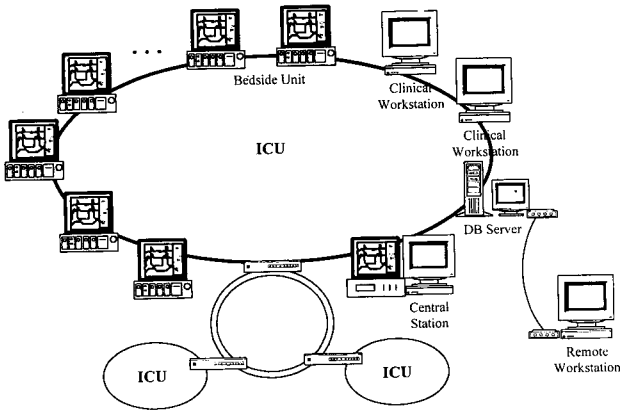 ...
Bedside Unit
Clinical
Workstation
Clinical
Workstation
ICU
DB Server
Central
Station
Remote
Workstation
ICU
ICU